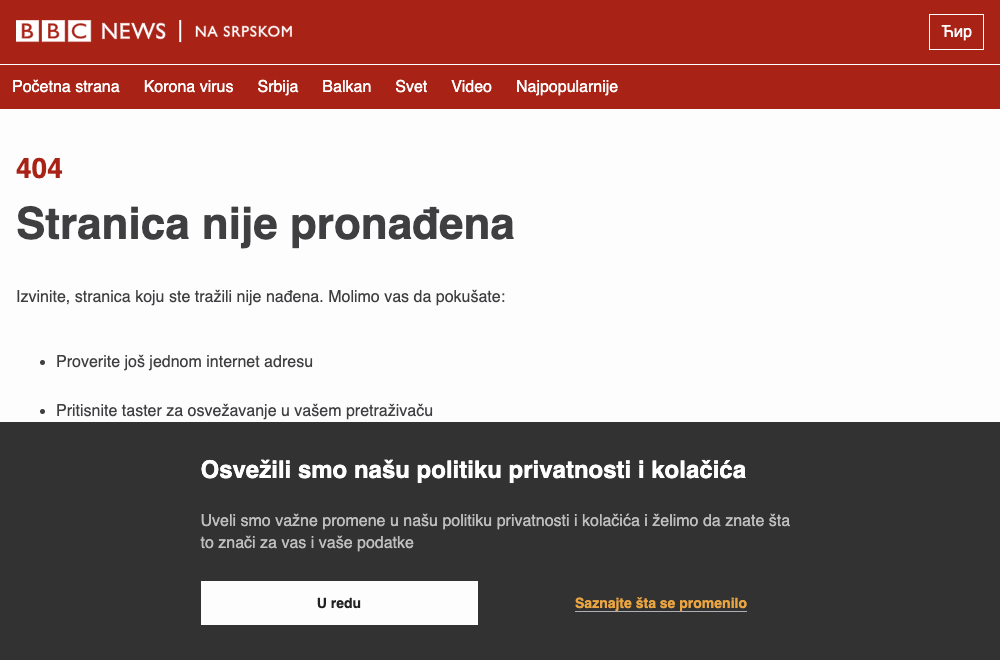 BBC NEWS | NA SRPSKOM
Ћир
Početna strana Korona virus Srbija Balkan Svet Video Najpopularnije
404
Stranica nije pronađena
Izvinite, stranica koju ste tražili nije nađena. Molimo vas da pokušate:
• Proverite još jednom internet adresu
• Pritisnite taster za osvežavanje u vašem pretraživaču
Osvežili smo našu politiku privatnosti i kolačića
Uveli smo važne promene u našu politiku privatnosti i kolačića i želimo da znate šta
to znači za vas i vaše podatke
U redu
Saznajte šta se promenilo